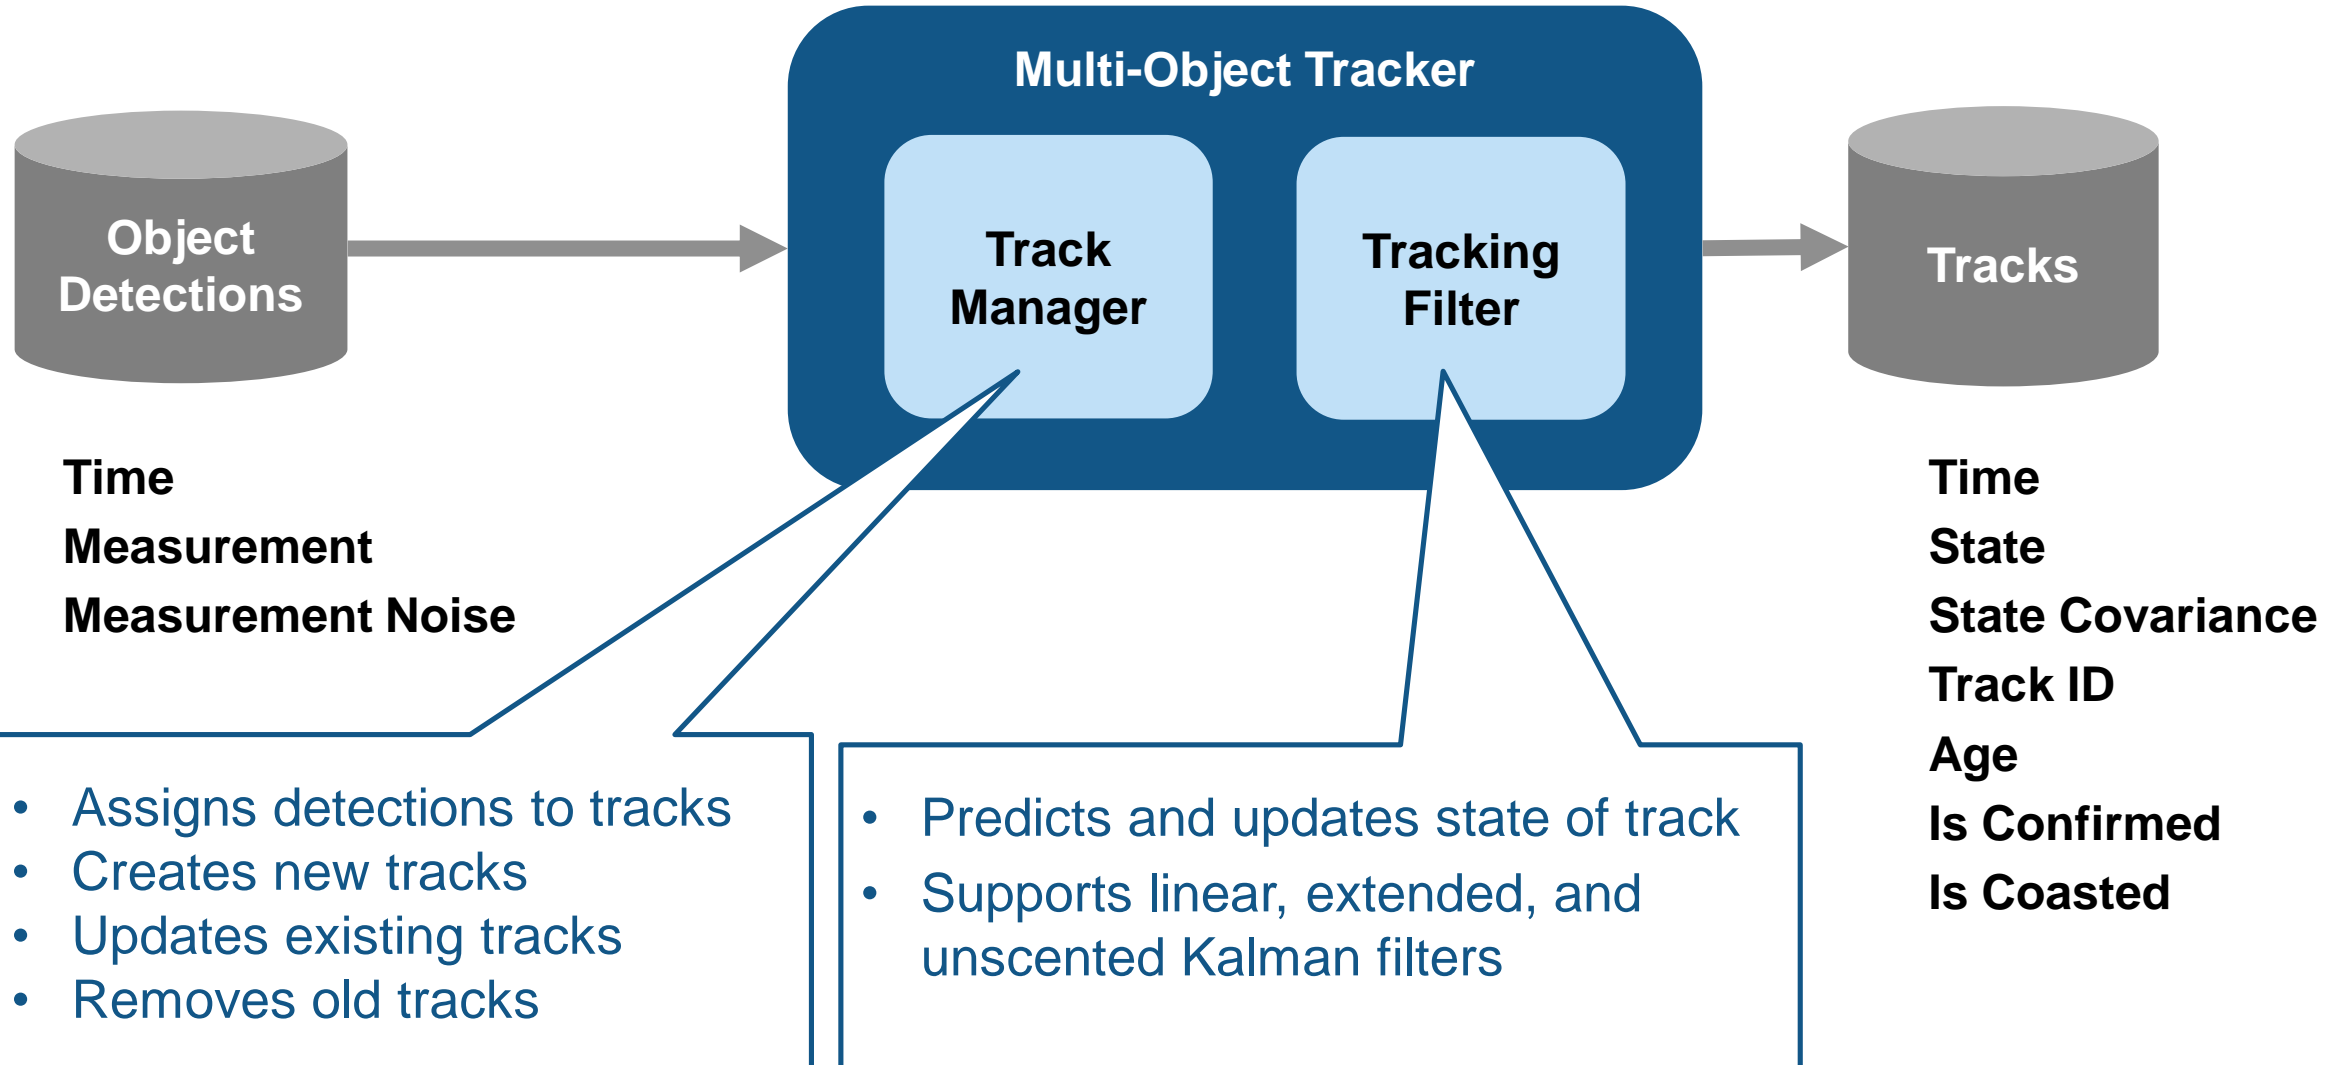 Multi-Object Tracker
Object
Detections
Track
Manager
Tracking
Filter
Tracks
Time
Measurement
Measurement Noise
Time
State
State Covariance
Track ID
Age
Is Confirmed
Is Coasted
• Assigns detections to tracks
• Creates new tracks
• Updates existing tracks
• Removes old tracks
• Predicts and updates state of track
• Supports linear, extended, and
unscented Kalman filters